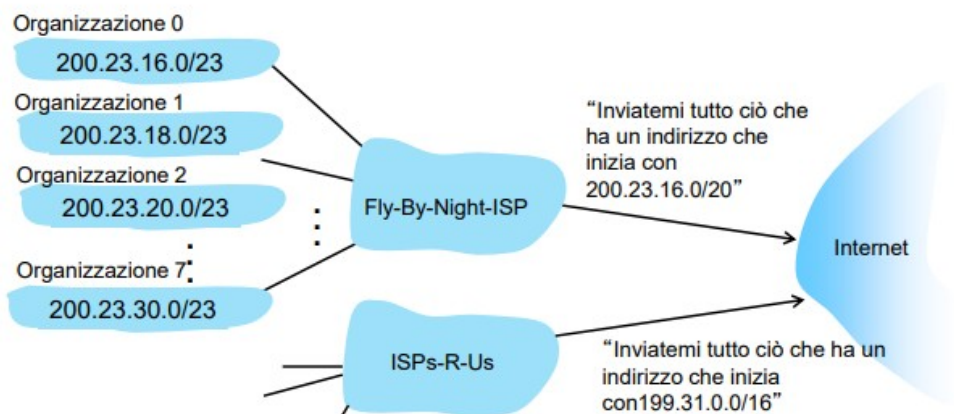 Organizzazione 0
200.23.16.0/23
Organizzazione 1
200.23.18.0/23
Organizzazione 2
200.23.20.0/23
Organizzazione 7
200.23.30.0/23
Fly-By-Night-ISP
“Inviatemi tutto ciò che
ha un indirizzo che
inizia con
200.23.16.0/20”
Internet
ISPs-R-Us
“Inviatemi tutto ciò che ha un
indirizzo che inizia
con199.31.0.0/16”